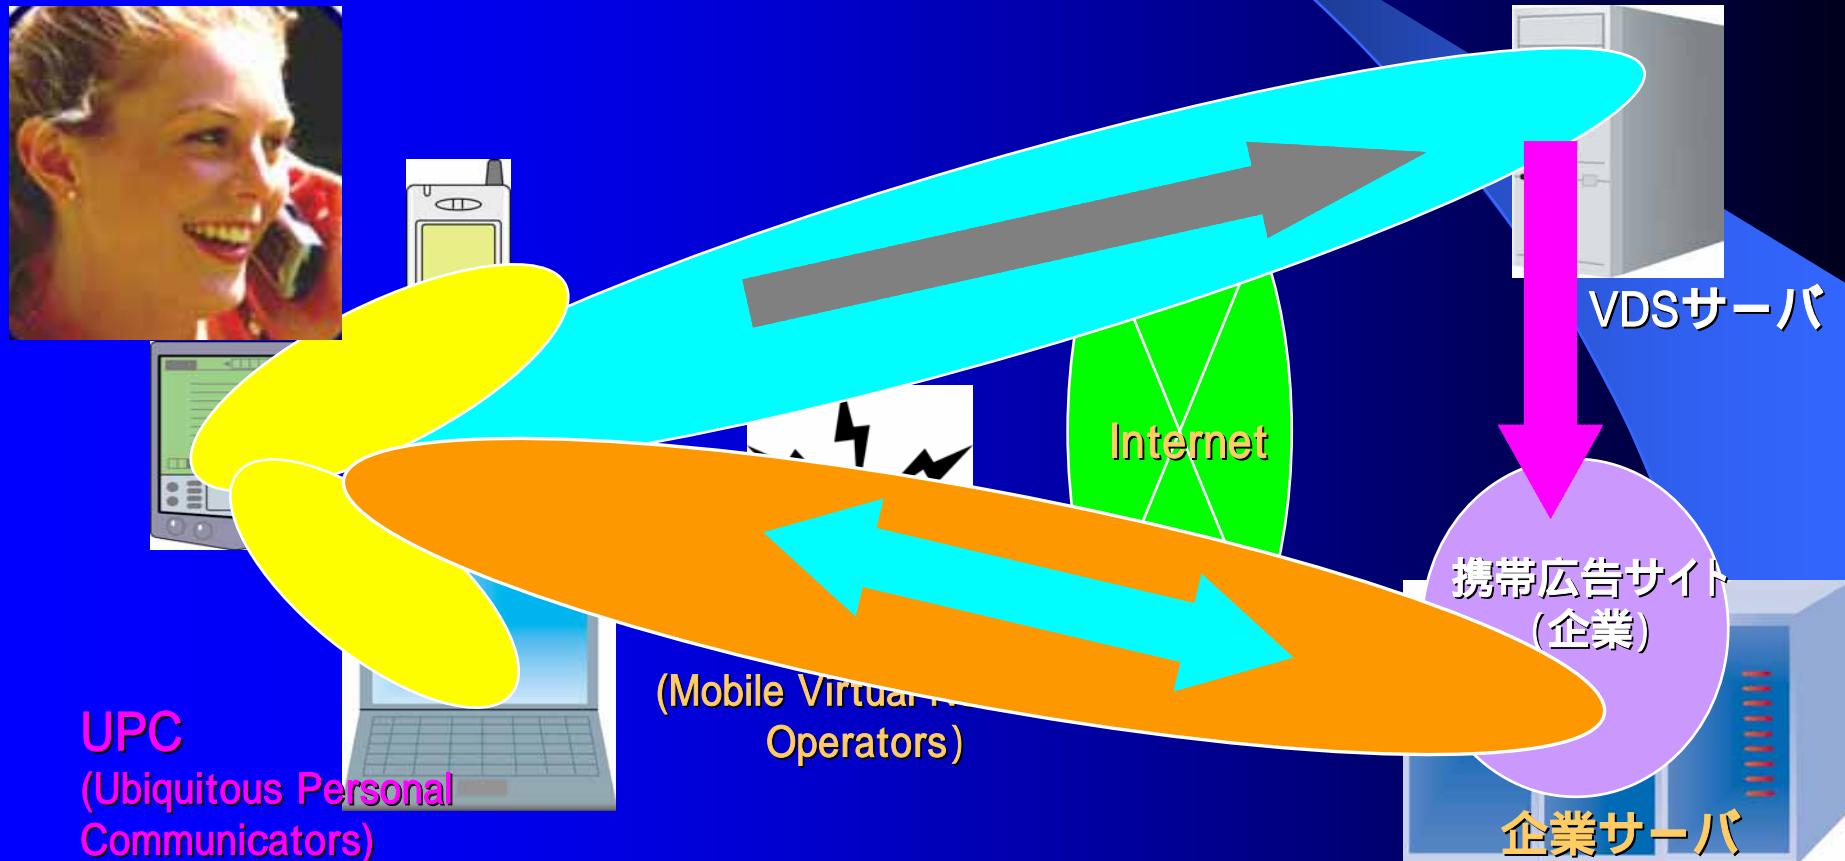 VDSサーバ
Internet
携帯広告サイト
(企業)
(Mobile Virtual
Operators)
UPC
(Ubiquitous Personal
Communicators)
企業サーバ